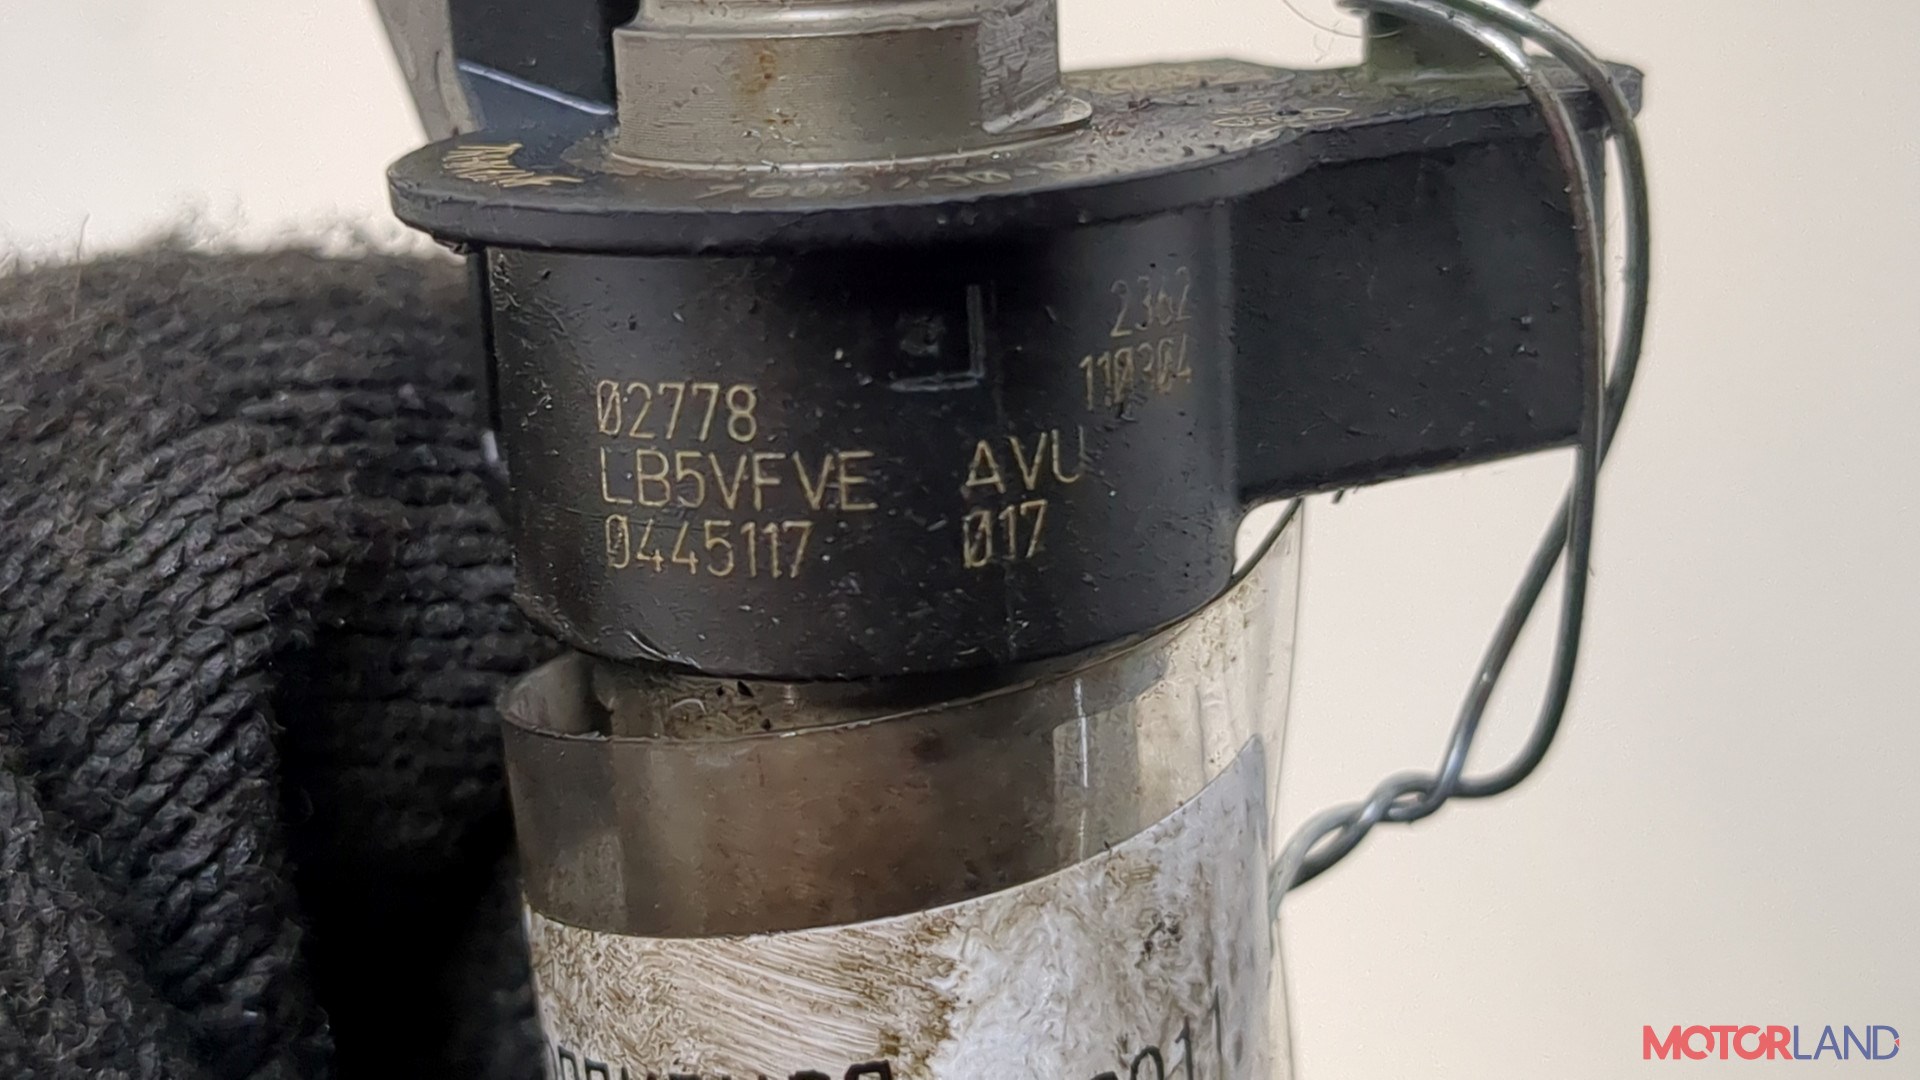 2362
110304
02778
LB5VFVE AVU
0445117 017
MOTORLAND